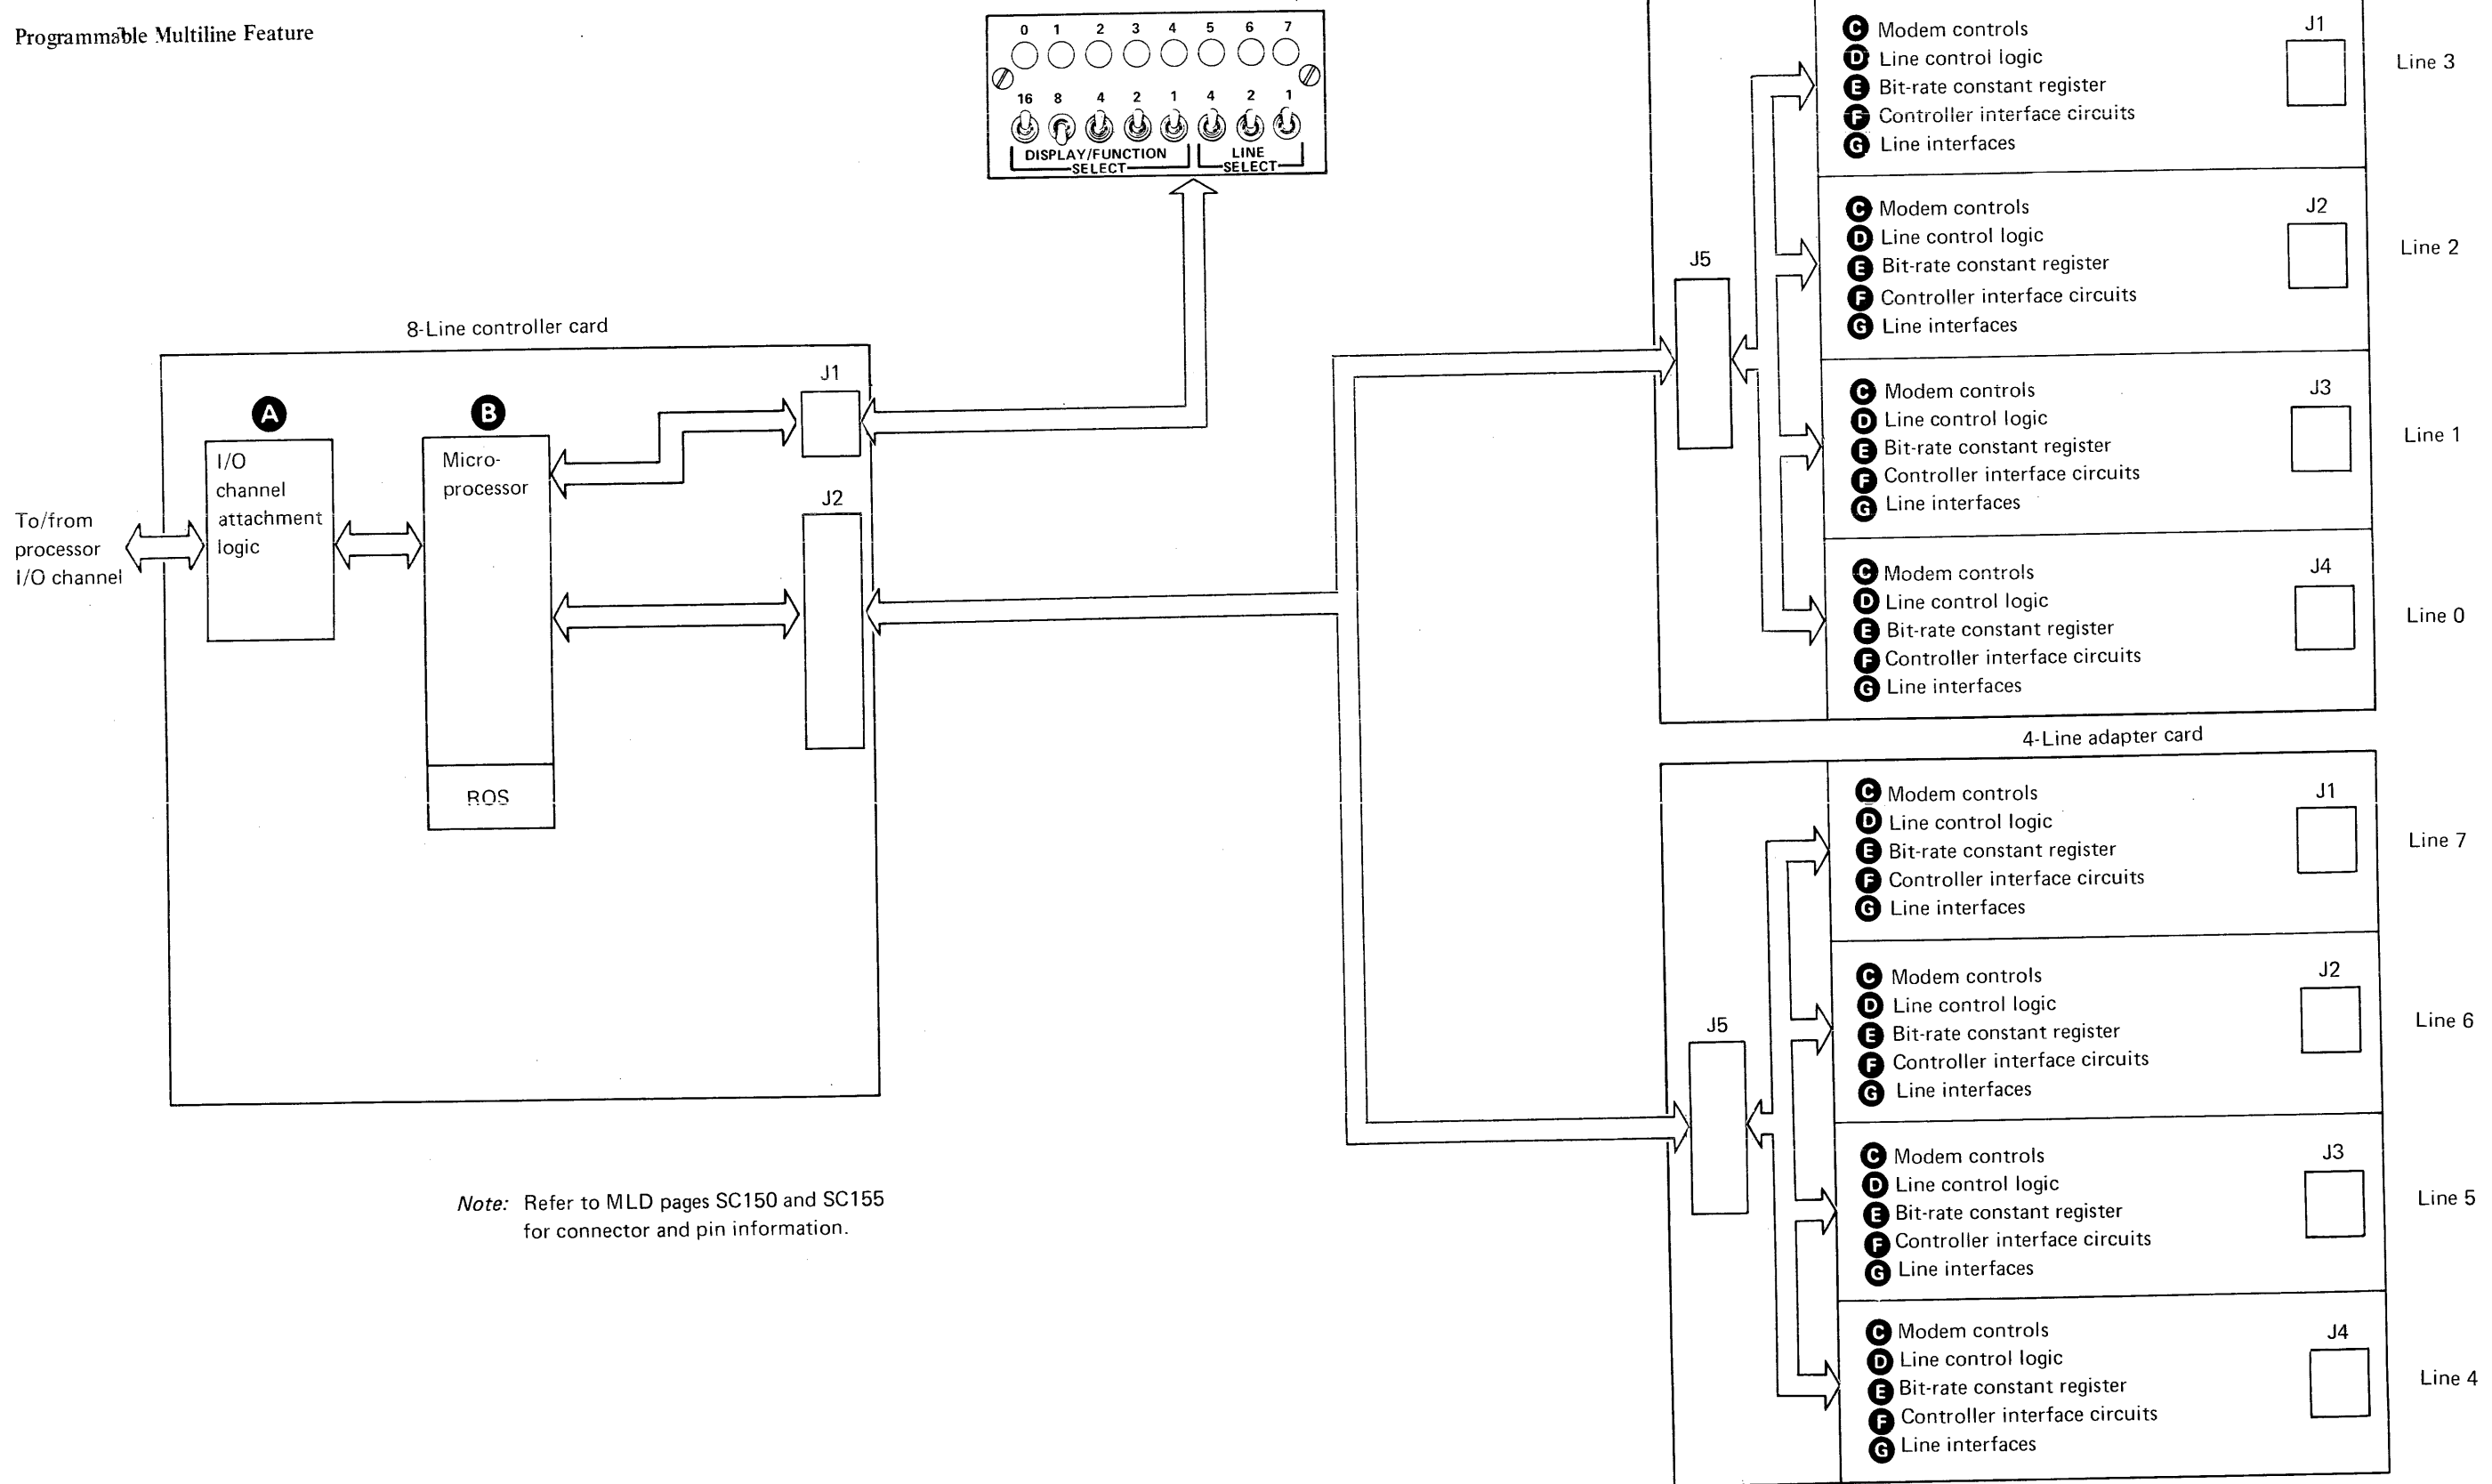 Programmable Multiline Feature
0 1 2 3 4 5 6 7
16 8 4 2 1 4 2 1
DISPLAY/FUNCTION SELECT
LINE SELECT
8-Line controller card
J1
A
B
I/O
channel
attachment
logic
Micro-
processor
J2
To/from
processor
I/O channel
ROS
Note: Refer to MLD pages SC150 and SC155
for connector and pin information.
J5
C Modem controls
D Line control logic
E Bit-rate constant register
F Controller interface circuits
G Line interfaces
J1
Line 3
C Modem controls
D Line control logic
E Bit-rate constant register
F Controller interface circuits
G Line interfaces
J2
Line 2
C Modem controls
D Line control logic
E Bit-rate constant register
F Controller interface circuits
G Line interfaces
J3
Line 1
C Modem controls
D Line control logic
E Bit-rate constant register
F Controller interface circuits
G Line interfaces
J4
Line 0
4-Line adapter card
J5
C Modem controls
D Line control logic
E Bit-rate constant register
F Controller interface circuits
G Line interfaces
J1
Line 7
C Modem controls
D Line control logic
E Bit-rate constant register
F Controller interface circuits
G Line interfaces
J2
Line 6
C Modem controls
D Line control logic
E Bit-rate constant register
F Controller interface circuits
G Line interfaces
J3
Line 5
C Modem controls
D Line control logic
E Bit-rate constant register
F Controller interface circuits
G Line interfaces
J4
Line 4